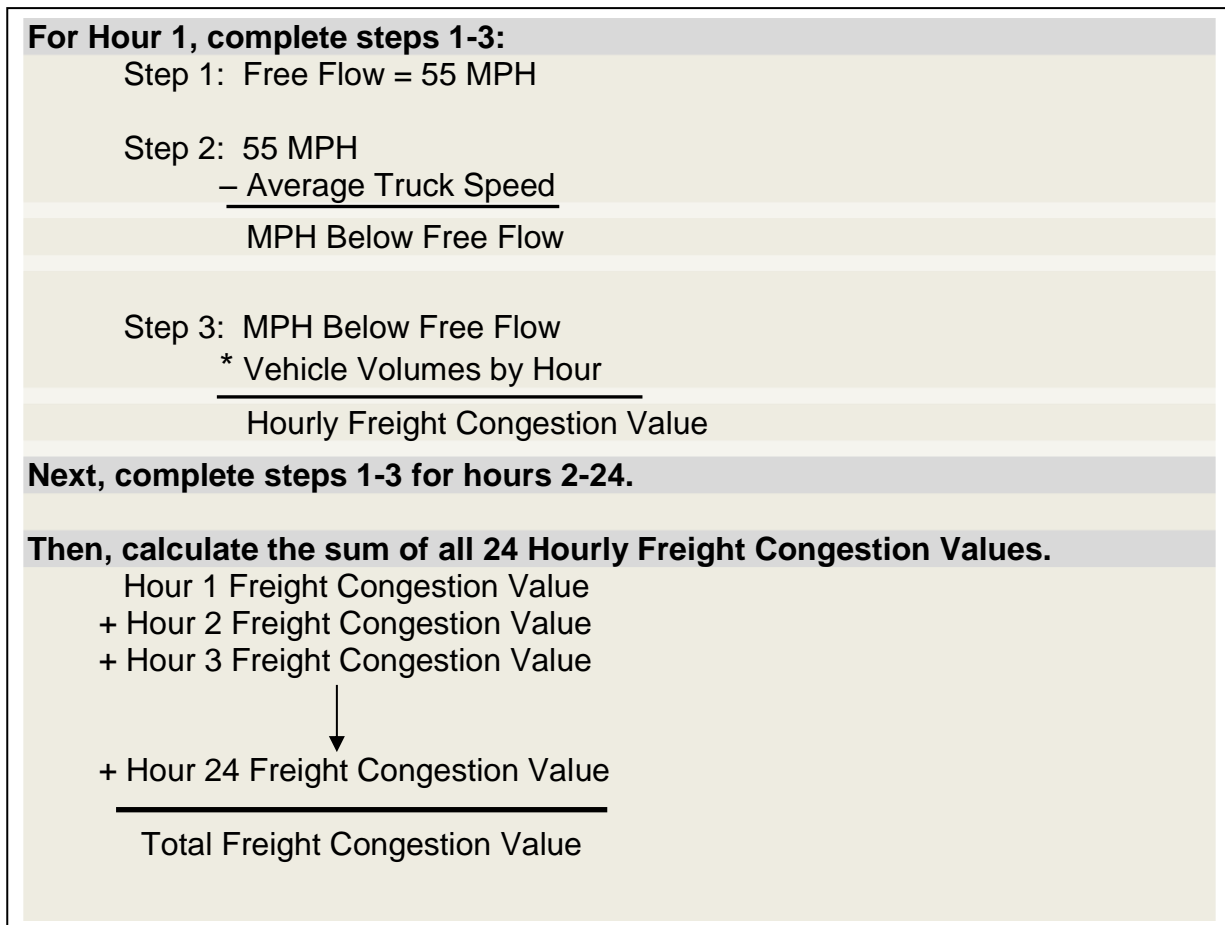 For Hour 1, complete steps 1-3:
Step 1: Free Flow = 55 MPH
Step 2: 55 MPH
– Average Truck Speed
MPH Below Free Flow
Step 3: MPH Below Free Flow
* Vehicle Volumes by Hour
Hourly Freight Congestion Value
Next, complete steps 1-3 for hours 2-24.
Then, calculate the sum of all 24 Hourly Freight Congestion Values.
Hour 1 Freight Congestion Value
+ Hour 2 Freight Congestion Value
+ Hour 3 Freight Congestion Value
+ Hour 24 Freight Congestion Value
Total Freight Congestion Value